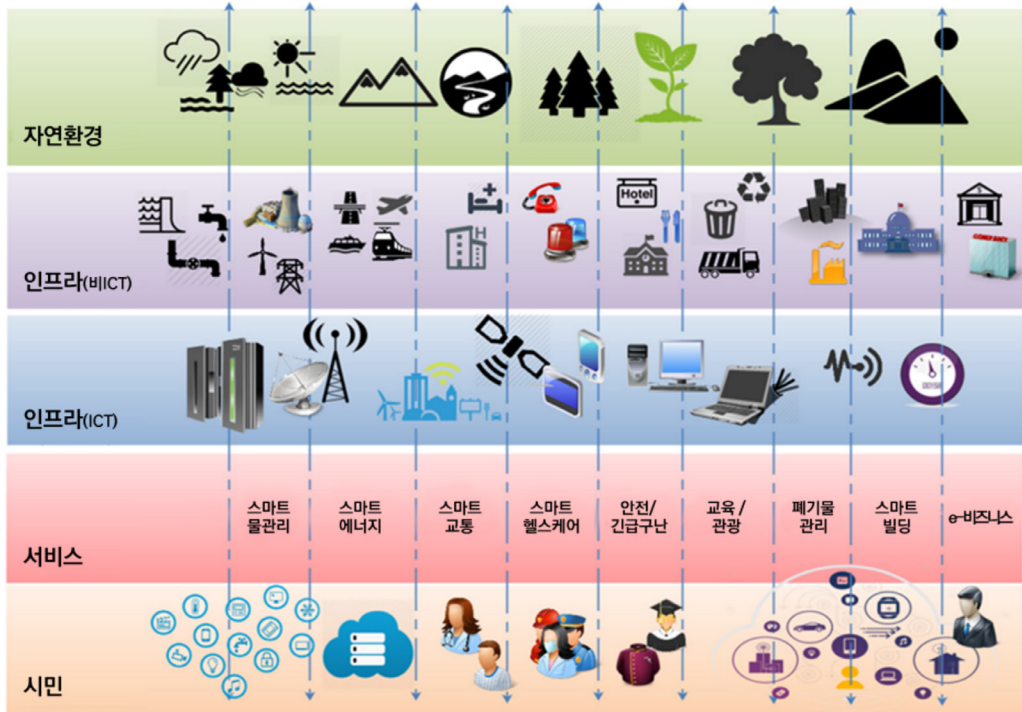 자연환경
Hotel
COMPANY
인프라(비ICT)
인프라(ICT)
스마트
물관리
스마트
에너지
스마트
교통
스마트
헬스케어
안전/
긴급구난
교육 /
관광
폐기물
관리
스마트
빌딩
e-비즈니스
서비스
시민